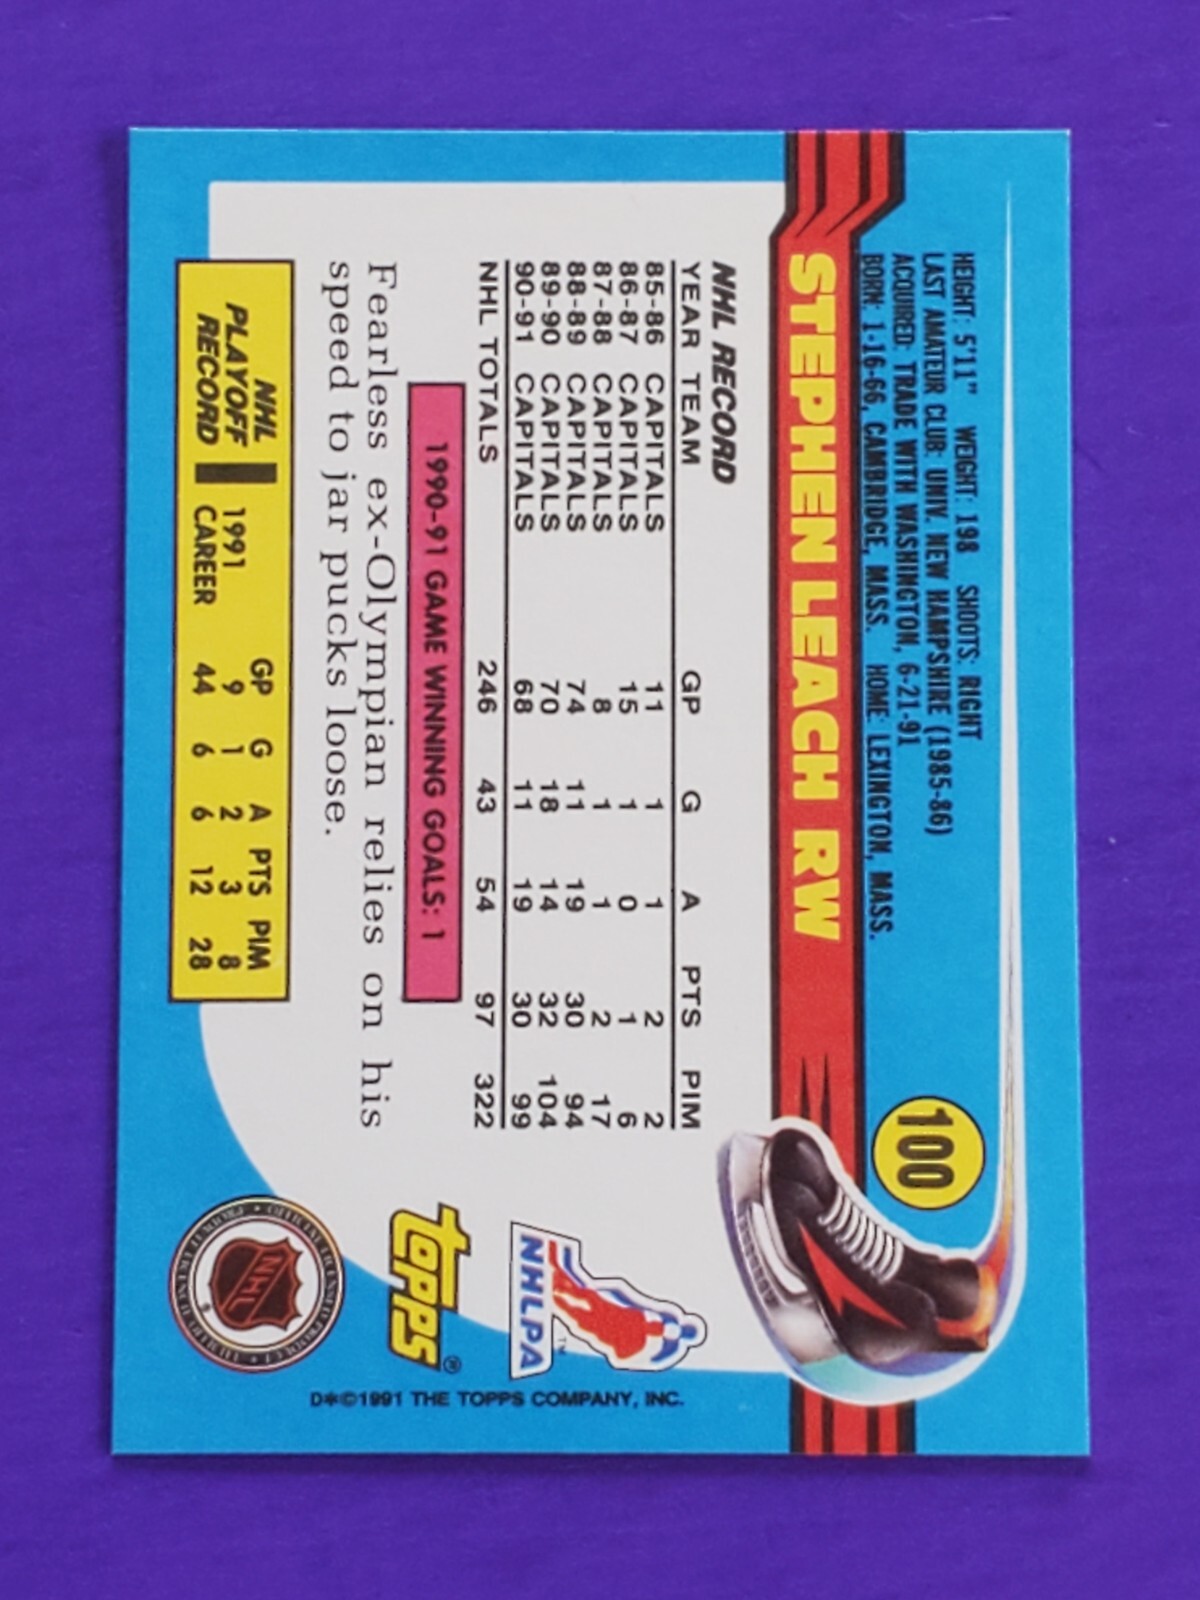 100
HEIGHT: 5'11" WEIGHT: 198 SHOOTS: RIGHT
LAST AMATEUR CLUB: UNIV. NEW HAMPSHIRE (1985-86)
ACQUIRED: TRADE WITH WASHINGTON, 6-21-91
BORN: 1-16-66, CAMBRIDGE, MASS. HOME: LEXINGTON, MASS.
STEPHEN LEACH RW
NHL RECORD
YEAR TEAM GP G A PTS PIM
85-86 CAPITALS 11 1 1 2 2
86-87 CAPITALS 15 1 0 1 6
87-88 CAPITALS 8 1 1 2 17
88-89 CAPITALS 74 11 19 30 94
89-90 CAPITALS 70 18 14 32 104
90-91 CAPITALS 68 11 19 30 99
NHL TOTALS 246 43 54 97 322
1990-91 GAME WINNING GOALS: 1
Fearless ex-Olympian relies on his
speed to jar pucks loose.
NHL
PLAYOFF
RECORD
GP G A PTS PIM
1991 9 1 2 3 8
CAREER 44 6 6 12 28
NHLPA™
Topps®
NHL
OFFICIAL LICENSED PRODUCT
D*©1991 THE TOPPS COMPANY, INC.